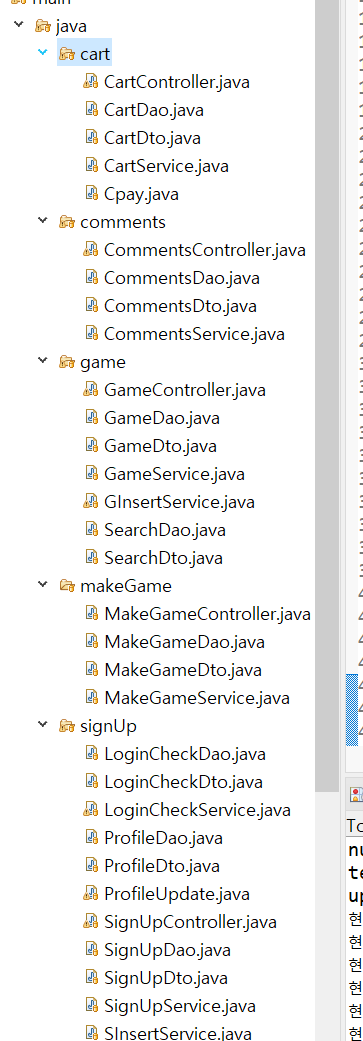 main
java
cart
CartController.java
CartDao.java
CartDto.java
CartService.java
Cpay.java
comments
CommentsController.java
CommentsDao.java
CommentsDto.java
CommentsService.java
game
GameController.java
GameDao.java
GameDto.java
GameService.java
GInsertService.java
SearchDao.java
SearchDto.java
makeGame
MakeGameController.java
MakeGameDao.java
MakeGameDto.java
MakeGameService.java
signUp
LoginCheckDao.java
LoginCheckDto.java
LoginCheckService.java
ProfileDao.java
ProfileDto.java
ProfileUpdate.java
SignUpController.java
SignUpDao.java
SignUpDto.java
SignUpService.java
SInsertService.java
To
nu
te
up
현
현
현
현
현
현